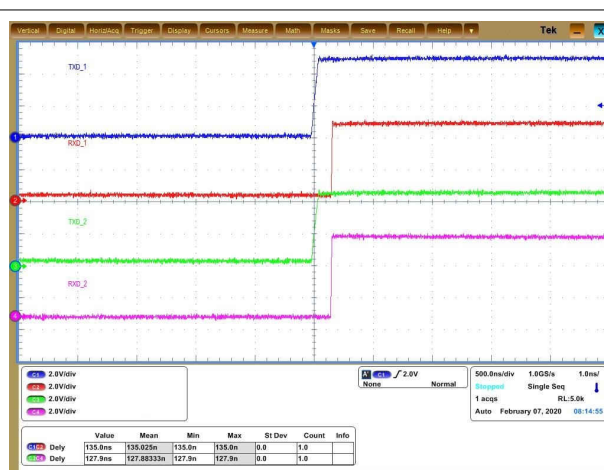 Vertical Digital Horiz/Acq Trigger Display Cursors Measure Math Masks Save Recall Help Tek X
TXD_1
1
RXD_1
2
TXD_2
RXD_2
4
C1 2.0V/div
C2 2.0V/div
C3 2.0V/div
C4 2.0V/div
A' C1 2.0V
None Normal
500.0ns/div 1.0GS/s 1.0ns/
Stopped Single Seq
1 acqs RL:5.0k
Auto February 07, 2020 08:14:55
Value Mean Min Max St Dev Count Info
C1C2 Dely 135.0ns 135.025n 135.0n 135.0n 0.0 1.0
C3C4 Dely 127.9ns 127.88333n 127.9n 127.9n 0.0 1.0